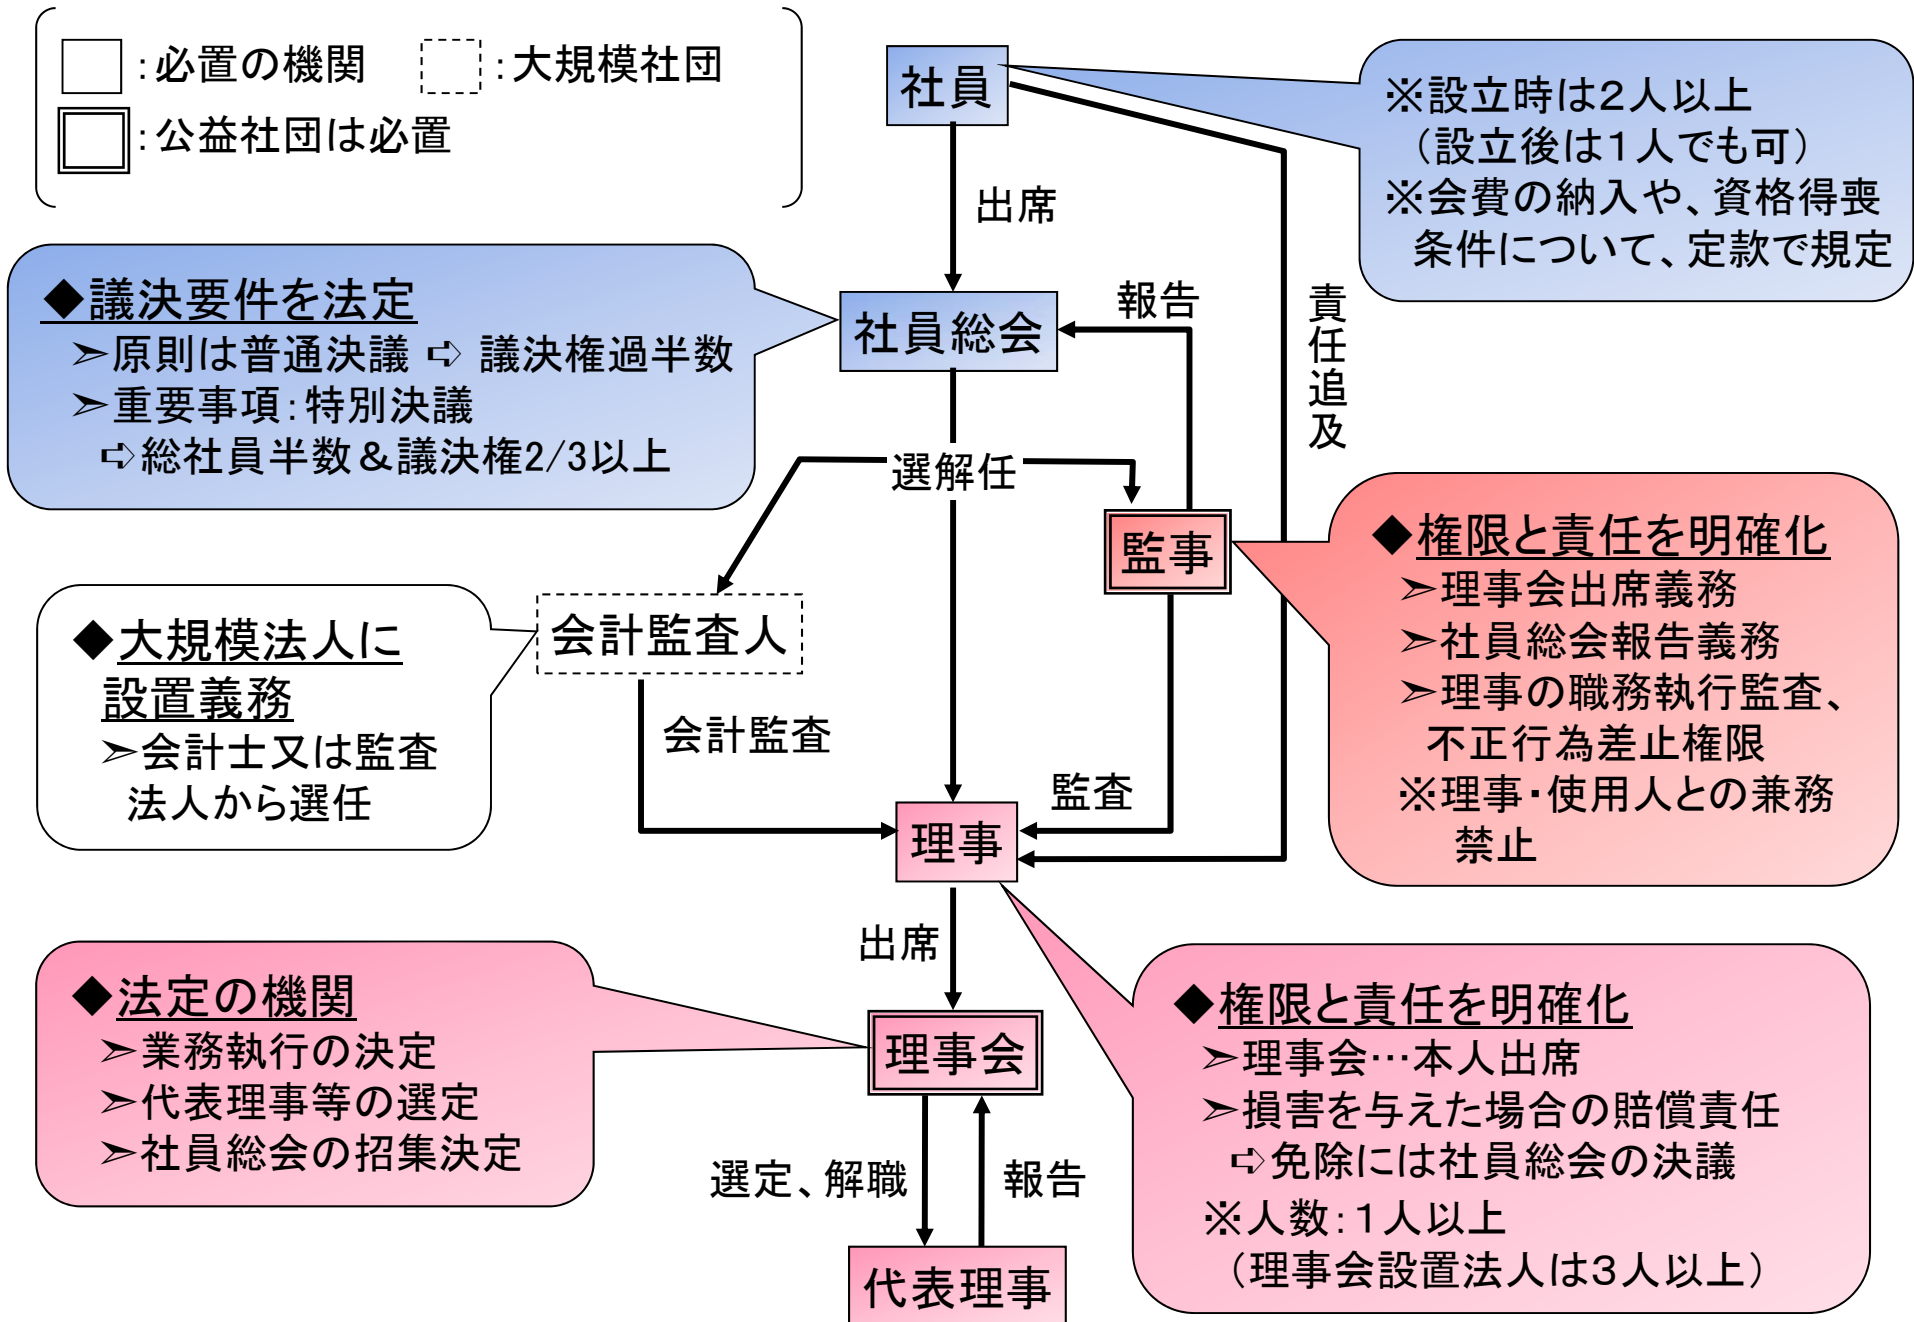 ：必置の機関
：大規模社団
：公益社団は必置
社員
※設立時は２人以上
（設立後は１人でも可）
※会費の納入や、資格得喪
条件について、定款で規定
出席
◆議決要件を法定
➣原則は普通決議 ➪ 議決権過半数
➣重要事項：特別決議
➪総社員半数＆議決権2/3以上
社員総会
報告
責任追及
選解任
監事
◆権限と責任を明確化
➣理事会出席義務
➣社員総会報告義務
➣理事の職務執行監査、
不正行為差止権限
※理事・使用人との兼務
禁止
◆大規模法人に
設置義務
➣会計士又は監査
法人から選任
会計監査人
会計監査
監査
理事
出席
◆法定の機関
➣業務執行の決定
➣代表理事等の選定
➣社員総会の招集決定
理事会
◆権限と責任を明確化
➣理事会…本人出席
➣損害を与えた場合の賠償責任
➪免除には社員総会の決議
※人数：１人以上
（理事会設置法人は３人以上）
選定、解職
報告
代表理事